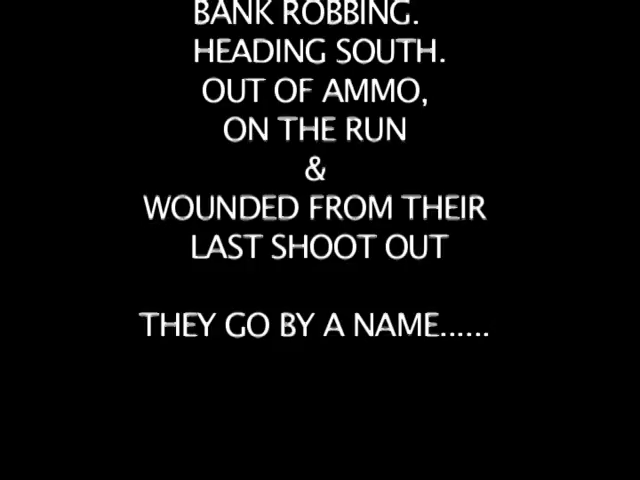 BANK ROBBING.
HEADING SOUTH.
OUT OF AMMO,
ON THE RUN
&
WOUNDED FROM THEIR
LAST SHOOT OUT
THEY GO BY A NAME......